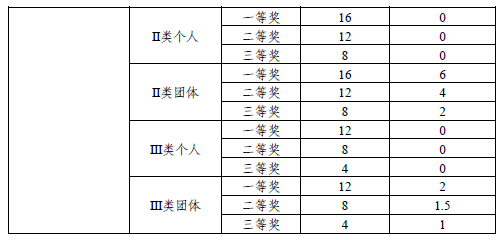 Ⅱ类个人
一等奖 16 0
二等奖 12 0
三等奖 8 0
Ⅱ类团体
一等奖 16 6
二等奖 12 4
三等奖 8 2
Ⅲ类个人
一等奖 12 0
二等奖 8 0
三等奖 4 0
Ⅲ类团体
一等奖 12 2
二等奖 8 1.5
三等奖 4 1